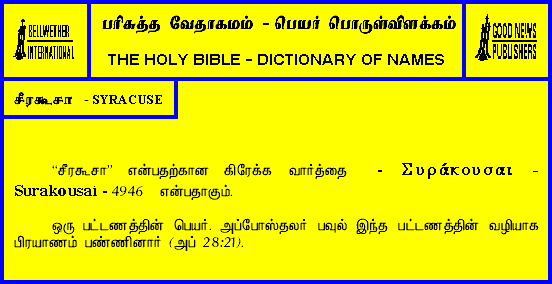 BELLWETHER
INTERNATIONAL
பரிசுத்த வேதாகமம் - பெயர் பொருள்விளக்கம்
THE HOLY BIBLE - DICTIONARY OF NAMES
GOOD NEWS
PUBLISHERS
சீரகூசா - SYRACUSE
“சீரகூசா” என்பதற்கான கிரேக்க வார்த்தை - Συράκουσαι -
Surakousai - 4946 என்பதாகும்.
ஒரு பட்டணத்தின் பெயர். அப்போஸ்தலர் பவுல் இந்த பட்டணத்தின் வழியாக
பிரயாணம் பண்ணினார் (அப் 28:21).